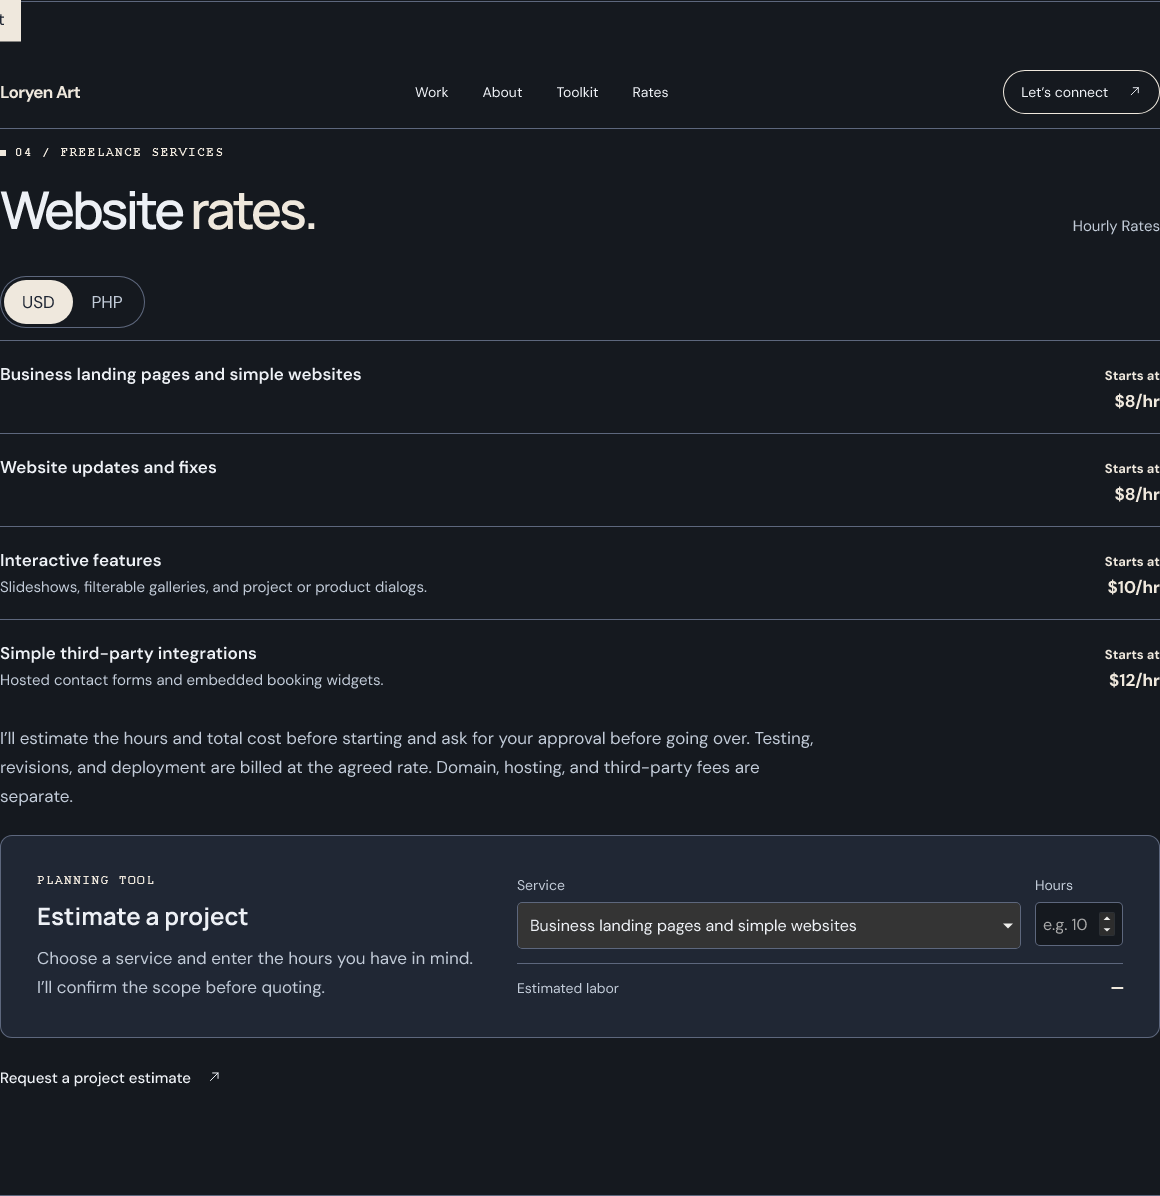 t
Loryen Art
Work
About
Toolkit
Rates
Let’s connect
04 / FREELANCE SERVICES
Website rates.
Hourly Rates
USD
PHP
Business landing pages and simple websites
Starts at
$8/hr
Website updates and fixes
Starts at
$8/hr
Interactive features
Slideshows, filterable galleries, and project or product dialogs.
Starts at
$10/hr
Simple third-party integrations
Hosted contact forms and embedded booking widgets.
Starts at
$12/hr
I’ll estimate the hours and total cost before starting and ask for your approval before going over. Testing,
revisions, and deployment are billed at the agreed rate. Domain, hosting, and third-party fees are
separate.
PLANNING TOOL
Estimate a project
Choose a service and enter the hours you have in mind.
I’ll confirm the scope before quoting.
Service
Business landing pages and simple websites
Hours
e.g. 10
Estimated labor
—
Request a project estimate